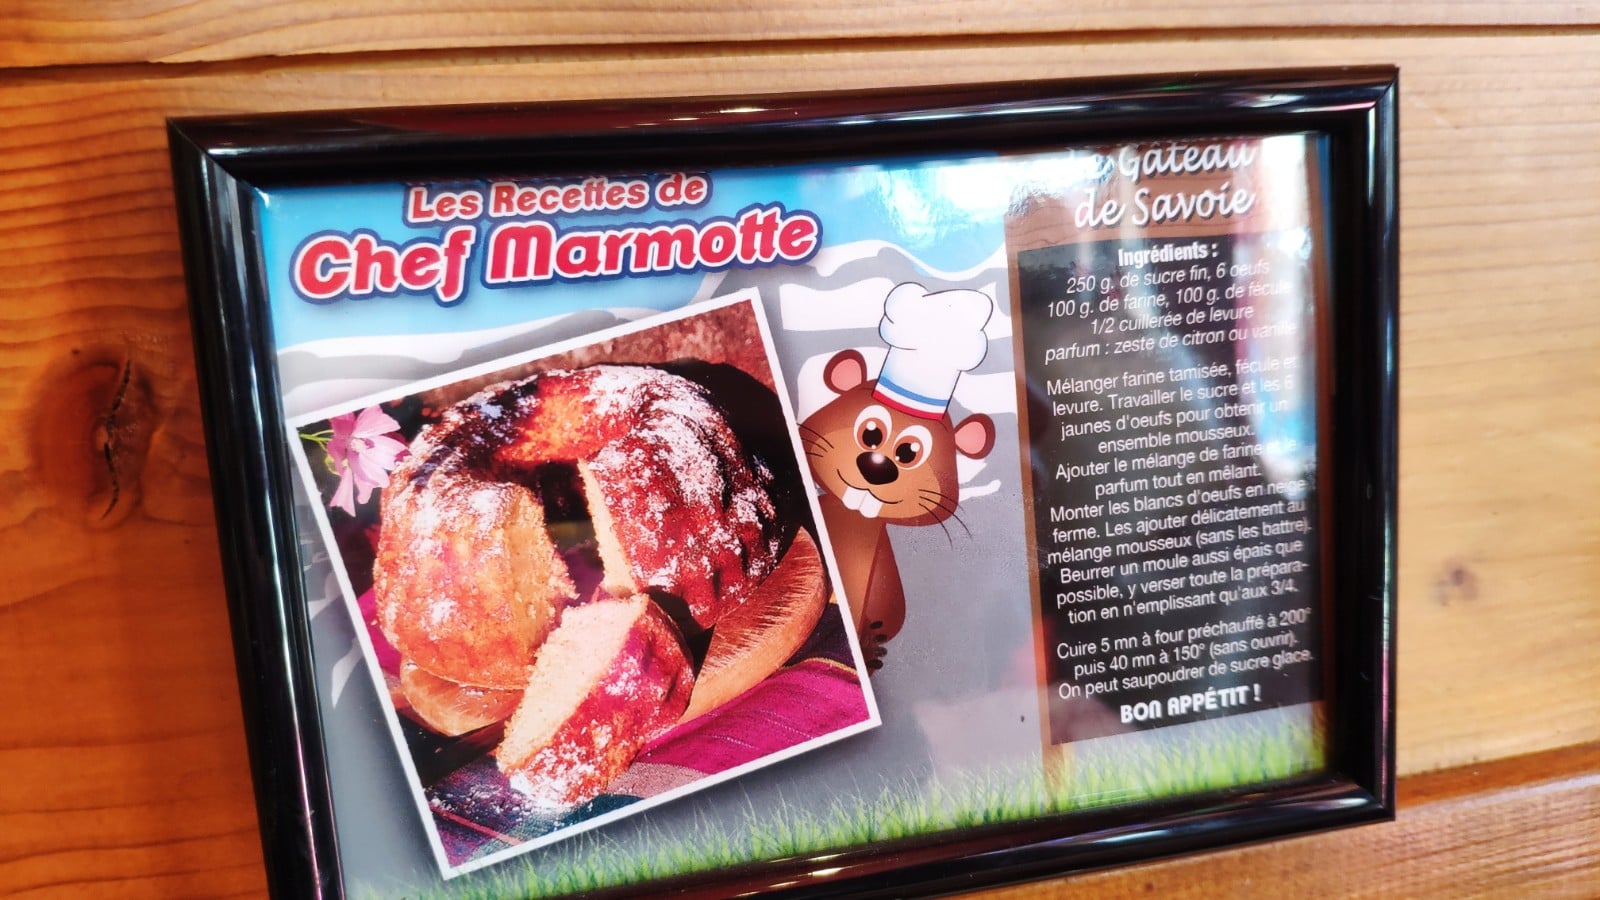 Les Recettes de
Chef Marmotte
Le Gâteau
de Savoie
Ingrédients :
250 g. de sucre fin, 6 oeufs
100 g. de farine, 100 g. de fécule
1/2 cuillerée de levure
parfum : zeste de citron ou vanille
Mélanger farine tamisée, fécule et
levure. Travailler le sucre et les 6
jaunes d'oeufs pour obtenir un
ensemble mousseux.
Ajouter le mélange de farine et le
parfum tout en mêlant.
Monter les blancs d'oeufs en neige
ferme. Les ajouter délicatement au
mélange mousseux (sans les battre).
Beurrer un moule aussi épais que
possible, y verser toute la prépara-
tion en n'emplissant qu'aux 3/4.
Cuire 5 mn à four préchauffé à 200°
puis 40 mn à 150° (sans ouvrir).
On peut saupoudrer de sucre glace.
BON APPÉTIT !